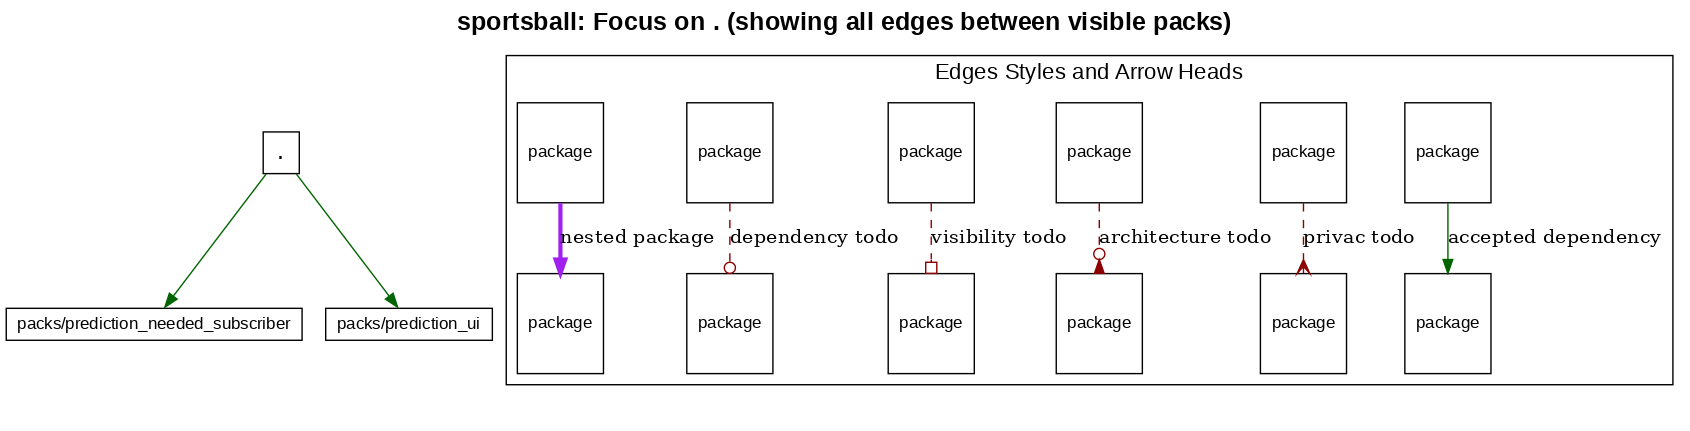 sportsball: Focus on . (showing all edges between visible packs)
.
packs/prediction_needed_subscriber
packs/prediction_ui
Edges Styles and Arrow Heads
package package package package package package
nested package dependency todo visibility todo architecture todo privac todo accepted dependency
package package package package package package